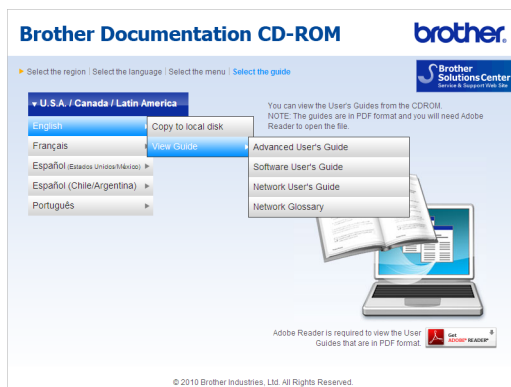 Brother Documentation CD-ROM
brother.
Select the region | Select the language | Select the menu | Select the guide
Brother
SolutionsCenter
Service & Support Web Site
U.S.A. / Canada / Latin America
You can view the User's Guides from the CDROM.
NOTE: The guides are in PDF format and you will need Adobe
Reader to open the file.
English
Copy to local disk
Français
View Guide
Advanced User's Guide
Español (Estados Unidos/México)
Software User's Guide
Español (Chile/Argentina)
Network User's Guide
Português
Network Glossary
Adobe Reader is required to view the User
Guides that are in PDF format.
Get
ADOBE® READER®
© 2010 Brother Industries, Ltd. All Rights Reserved.